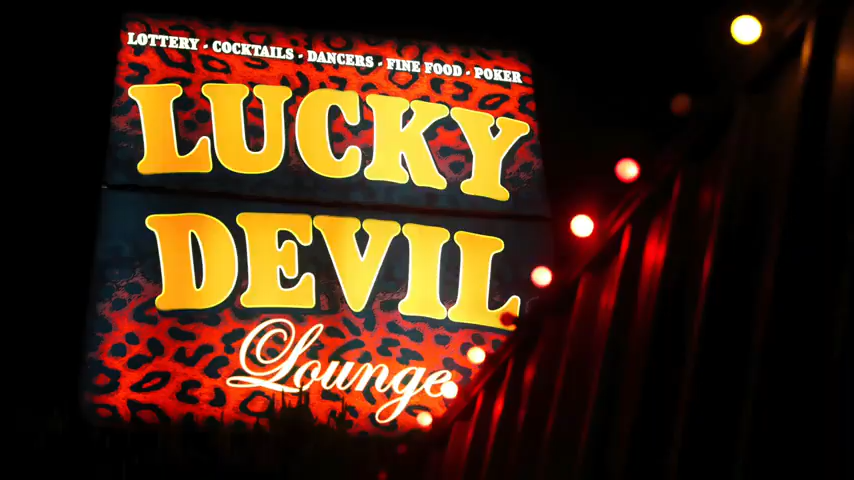 LOTTERY - COCKTAILS - DANCERS - FINE FOOD - POKER
LUCKY
DEVIL
Lounge